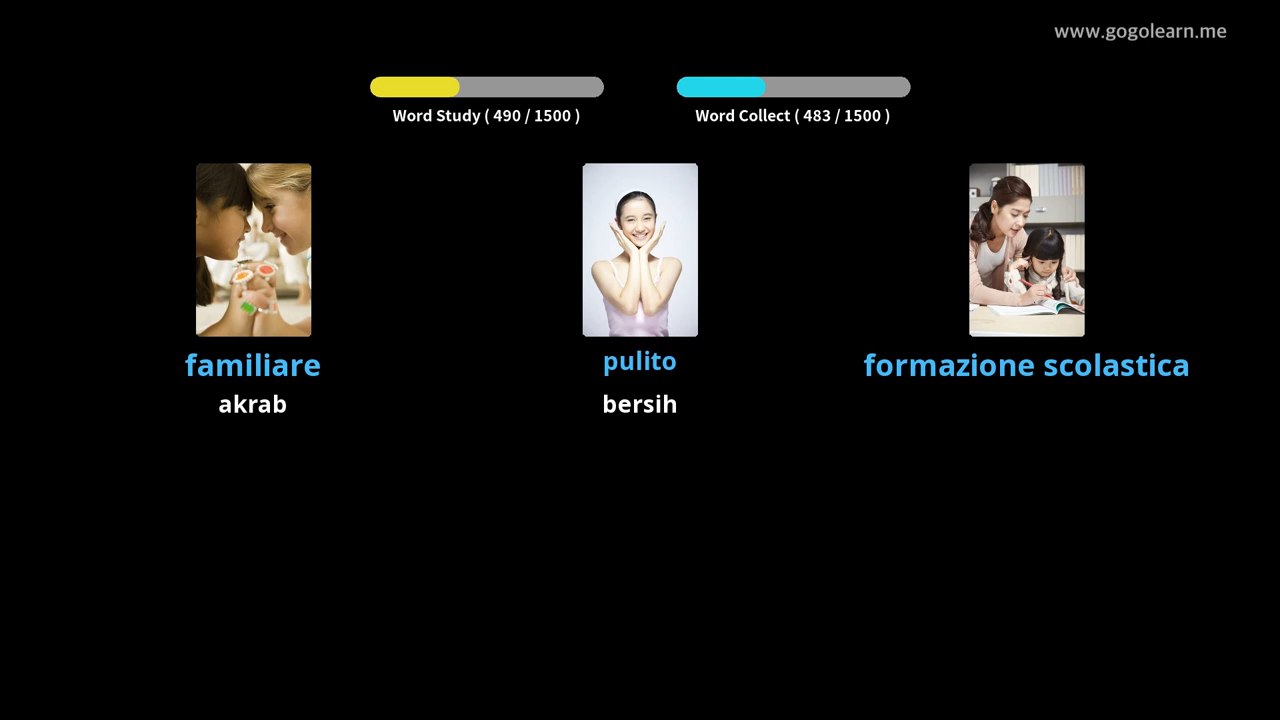 www.gogolearn.me
Word Study ( 490 / 1500 )
Word Collect ( 483 / 1500 )
familiare
akrab
pulito
bersih
formazione scolastica